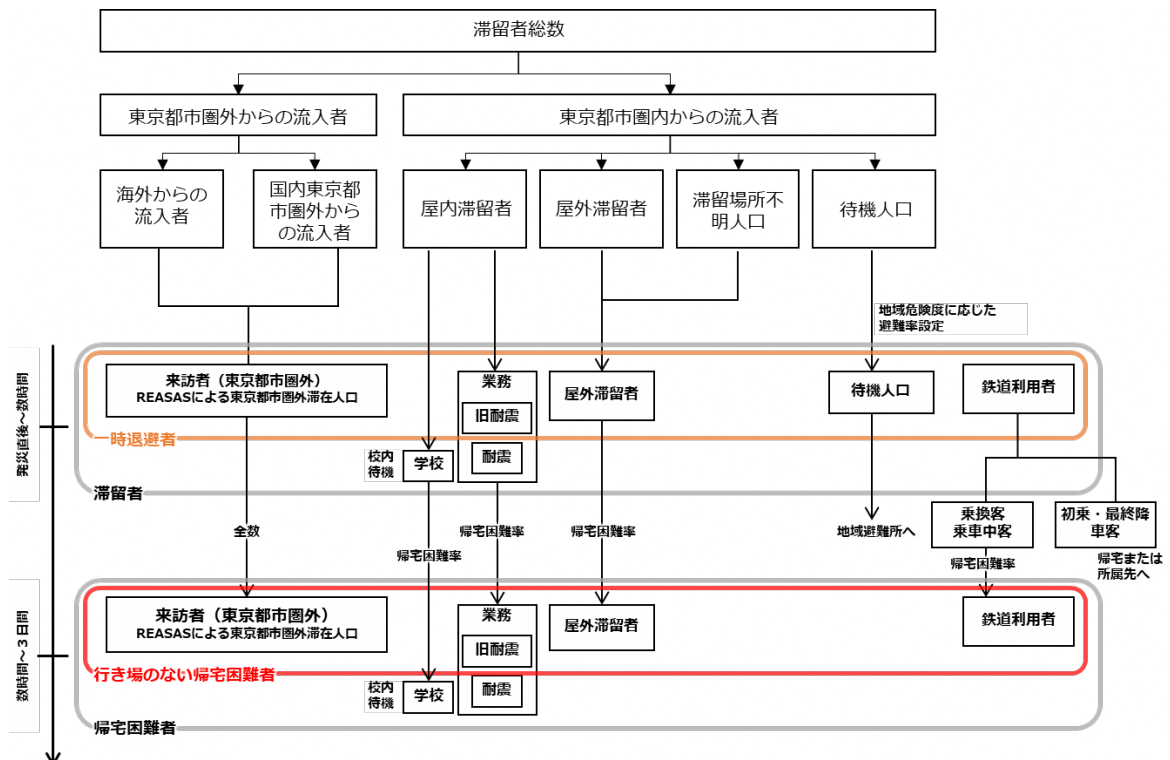 滞留者総数
東京都市圏外からの流入者
東京都市圏内からの流入者
海外からの
流入者
国内東京都
市圏外から
の流入者
屋内滞留者
屋外滞留者
滞留場所不
明人口
待機人口
地域危険度に応じた
避難率設定
発災直後～数時間
来訪者（東京都市圏外）
REASASによる東京都市圏外滞在人口
業務
旧耐震
耐震
屋外滞留者
待機人口
鉄道利用者
一時退避者
校内
待機
学校
滞留者
全数
帰宅困難率
帰宅困難率
帰宅困難率
地域避難所へ
乗換客
乗車中客
初乗・最終降
車客
帰宅困難率
帰宅または
所属先へ
数時間～３日間
来訪者（東京都市圏外）
REASASによる東京都市圏外滞在人口
業務
旧耐震
耐震
屋外滞留者
鉄道利用者
行き場のない帰宅困難者
校内
待機
学校
帰宅困難者